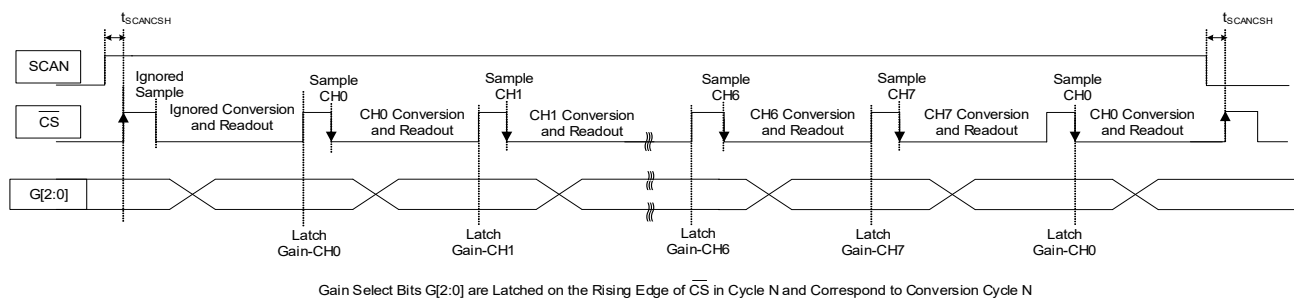 tSCANCSH
tSCANCSH
SCAN
Ignored
Sample
Sample
CH0
Sample
CH1
Sample
CH6
Sample
CH7
Sample
CH0
CS
Ignored Conversion
and Readout
CH0 Conversion
and Readout
CH1 Conversion
and Readout
CH6 Conversion
and Readout
CH7 Conversion
and Readout
CH0 Conversion
and Readout
G[2:0]
Latch
Gain-CH0
Latch
Gain-CH1
Latch
Gain-CH6
Latch
Gain-CH7
Latch
Gain-CH0
Gain Select Bits G[2:0] are Latched on the Rising Edge of CS in Cycle N and Correspond to Conversion Cycle N